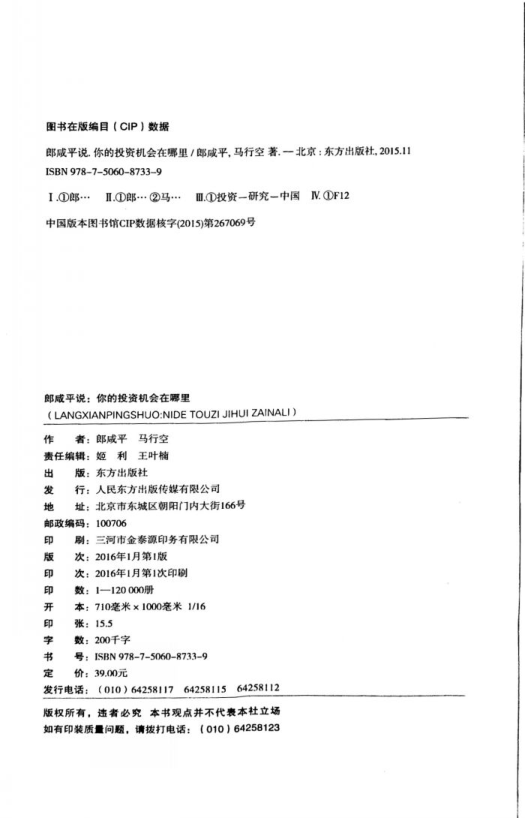 图书在版编目（CIP）数据
郎咸平说.你的投资机会在哪里/郎咸平,马行空 著.—北京:东方出版社,2015.11
ISBN 978-7-5060-8733-9
Ⅰ.①郎… Ⅱ.①郎…②马… Ⅲ.①投资—研究—中国 Ⅳ.①F12
中国版本图书馆CIP数据核字(2015)第267069号
郎咸平说：你的投资机会在哪里
（LANGXIANPINGSHUO:NIDE TOUZI JIHUI ZAINALI）
作 者：郎咸平 马行空
责任编辑：姬 利 王叶楠
出 版：东方出版社
发 行：人民东方出版传媒有限公司
地 址：北京市东城区朝阳门内大街166号
邮政编码：100706
印 刷：三河市金泰源印务有限公司
版 次：2016年1月第1版
印 次：2016年1月第1次印刷
印 数：1—120 000册
开 本：710毫米×1000毫米 1/16
印 张：15.5
字 数：200千字
书 号：ISBN 978-7-5060-8733-9
定 价：39.00元
发行电话：（010）64258117 64258115 64258112
版权所有，违者必究 本书观点并不代表本社立场
如有印装质量问题，请拨打电话：（010）64258123